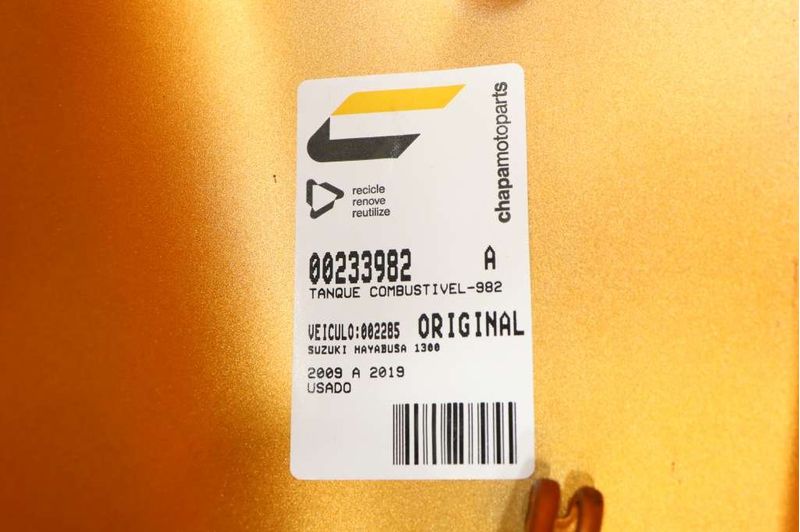 chapamotoparts
recicle
renove
reutilize
00233982 A
TANQUE COMBUSTIVEL-982
VEICULO:002285 ORIGINAL
SUZUKI HAYABUSA 1300
2009 A 2019
USADO